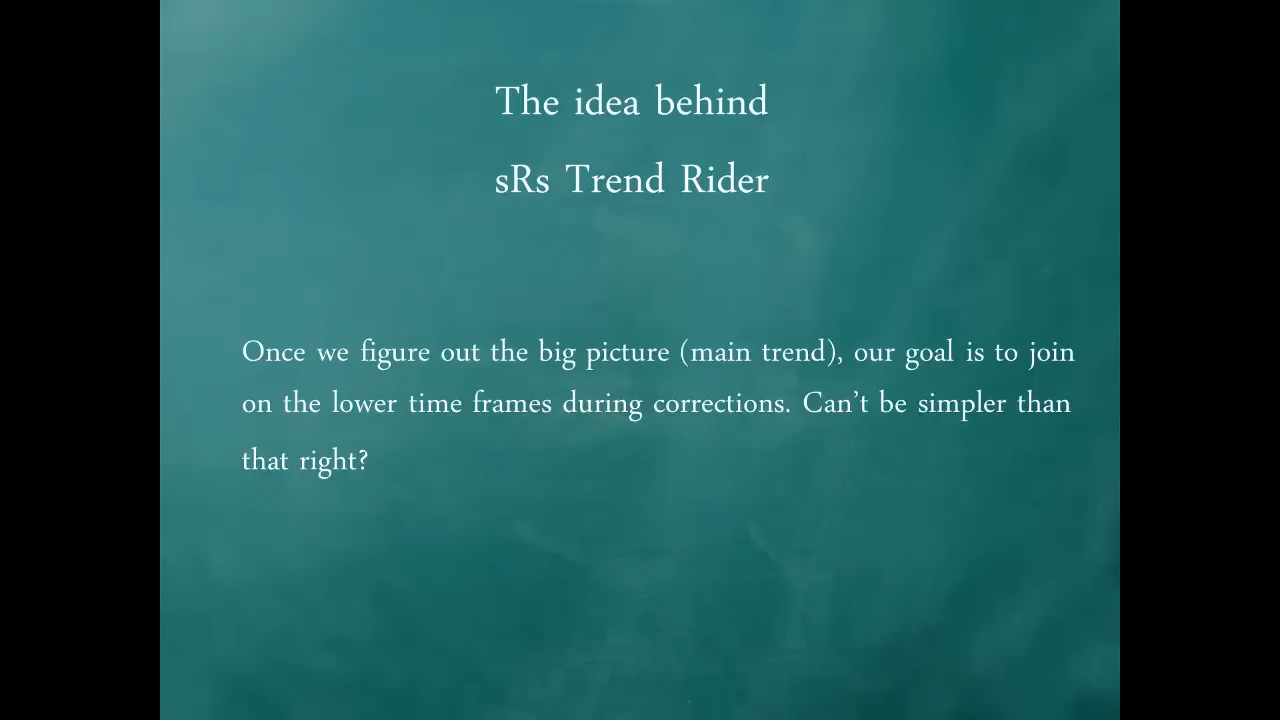 The idea behind
sRs Trend Rider
Once we figure out the big picture (main trend), our goal is to join
on the lower time frames during corrections. Can’t be simpler than
that right?